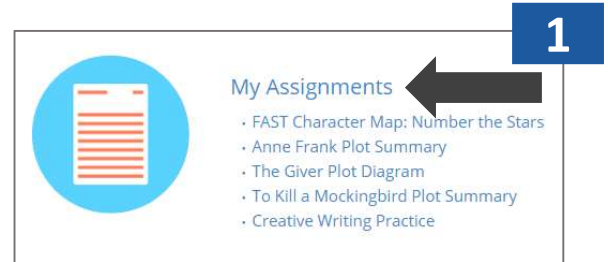 1
My Assignments
• FAST Character Map: Number the Stars
• Anne Frank Plot Summary
• The Giver Plot Diagram
• To Kill a Mockingbird Plot Summary
• Creative Writing Practice